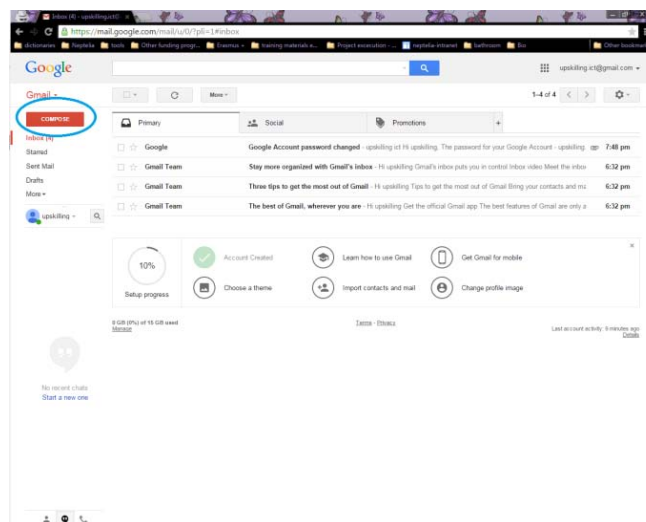 Inbox (4) - upskilling.ict@
https://mail.google.com/mail/u/0/?pli=1#inbox
dictionaries Neptelia tools Other funding progr... Erasmus + training materials e... Project excecution -... neptelia-intranet bathroom Bio Other bookmar
Google
upskilling.ict@gmail.com
Gmail
More
1–4 of 4
COMPOSE
Primary Social Promotions +
Inbox (4)
Starred
Sent Mail
Drafts
More
upskilling
Google Google Account password changed - upskilling ict Hi upskilling, The password for your Google Account - upskilling. 7:48 pm
Gmail Team Stay more organized with Gmail's inbox - Hi upskilling Gmail's inbox puts you in control Inbox video Meet the inbox 6:32 pm
Gmail Team Three tips to get the most out of Gmail - Hi upskilling Tips to get the most out of Gmail Bring your contacts and ma 6:32 pm
Gmail Team The best of Gmail, wherever you are - Hi upskilling Get the official Gmail app The best features of Gmail are only a 6:32 pm
10%
Setup progress
Account Created
Learn how to use Gmail
Get Gmail for mobile
Choose a theme
Import contacts and mail
Change profile image
0 GB (0%) of 15 GB used
Manage
Terms - Privacy
Last account activity: 8 minutes ago
Details
No recent chats
Start a new one